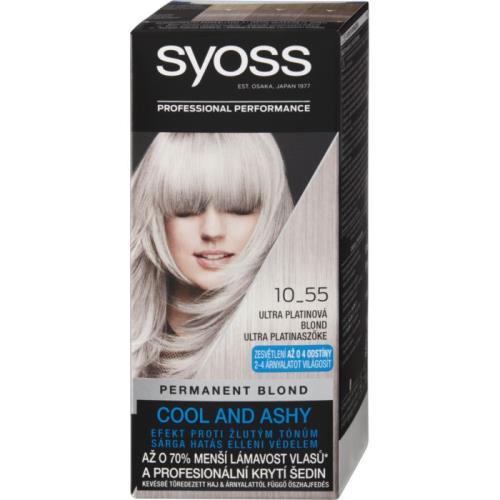 syoss
EST. OSAKA, JAPAN 1977
PROFESSIONAL PERFORMANCE
10_55
ULTRA PLATINOVÁ
BLOND
ULTRA PLATINASZŐKE
ZESVĚTLENÍ AŽ O 4 ODSTÍNY
2-4 ÁRNYALATOT VILÁGOSÍT
PERMANENT BLOND
COOL AND ASHY
EFEKT PROTI ŽLUTÝM TÓNŮM
SÁRGA HATÁS ELLENI VÉDELEM
AŽ O 70% MENŠÍ LÁMAVOST VLASŮ*
A PROFESIONÁLNÍ KRYTÍ ŠEDIN
KEVÉSBÉ TÖREDEZETT HAJ & ÁRNYALATTÓL FÜGGŐ ŐSZHAJFEDÉS